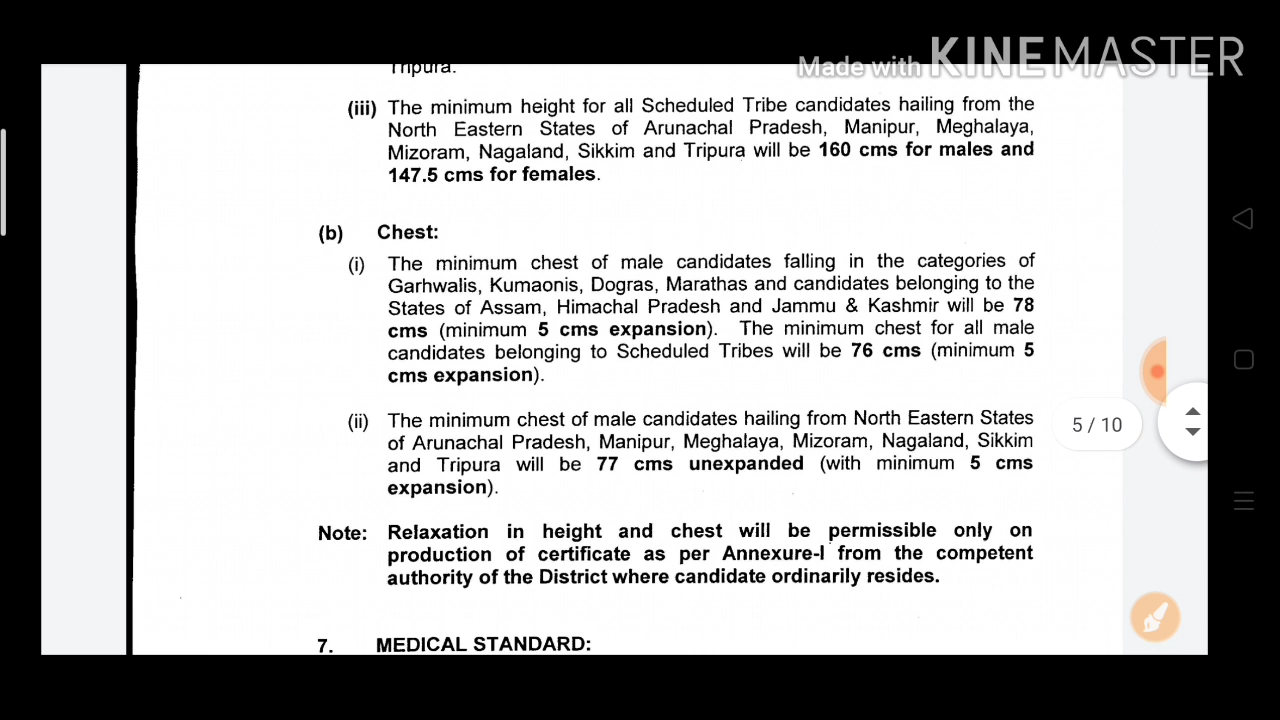 Made with KINEMASTER
Tripura.
(iii) The minimum height for all Scheduled Tribe candidates hailing from the
North Eastern States of Arunachal Pradesh, Manipur, Meghalaya,
Mizoram, Nagaland, Sikkim and Tripura will be 160 cms for males and
147.5 cms for females.
(b) Chest:
(i) The minimum chest of male candidates falling in the categories of
Garhwalis, Kumaonis, Dogras, Marathas and candidates belonging to the
States of Assam, Himachal Pradesh and Jammu & Kashmir will be 78
cms (minimum 5 cms expansion). The minimum chest for all male
candidates belonging to Scheduled Tribes will be 76 cms (minimum 5
cms expansion).
(ii) The minimum chest of male candidates hailing from North Eastern States
of Arunachal Pradesh, Manipur, Meghalaya, Mizoram, Nagaland, Sikkim
and Tripura will be 77 cms unexpanded (with minimum 5 cms
expansion).
5 / 10
Note: Relaxation in height and chest will be permissible only on
production of certificate as per Annexure-I from the competent
authority of the District where candidate ordinarily resides.
7. MEDICAL STANDARD: